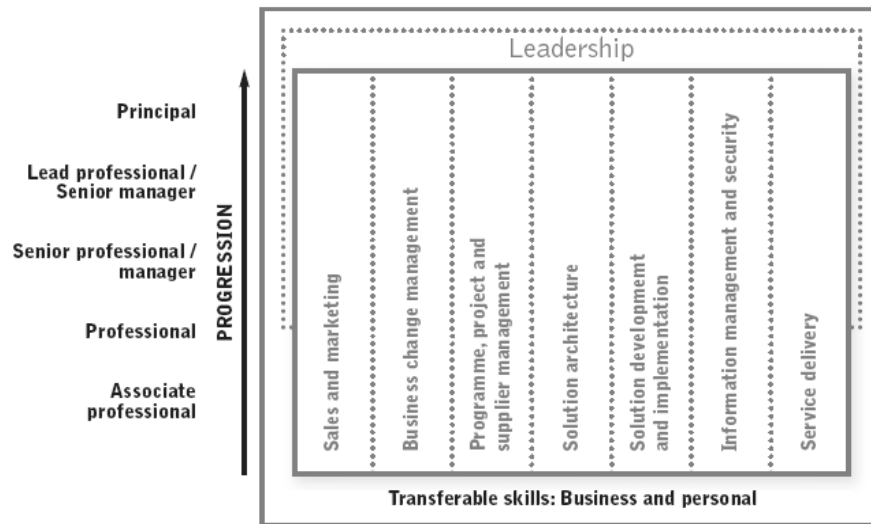 Leadership
Principal
Lead professional /
Senior manager
Senior professional /
manager
Professional
Associate
professional
PROGRESSION
Sales and marketing
Business change management
Programme, project and
supplier management
Solution architecture
Solution developmemt
and implementation
Information management and security
Service delivery
Transferable skills: Business and personal